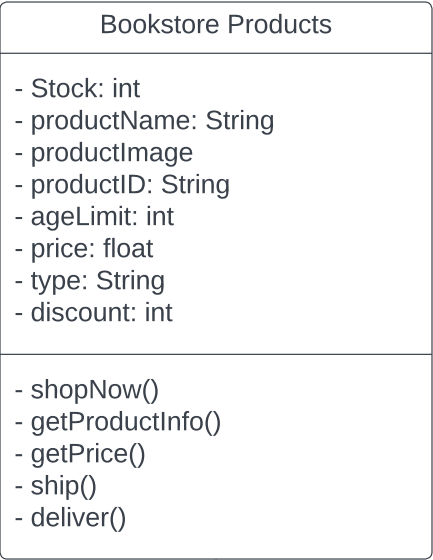 Bookstore Products
- Stock: int
- productName: String
- productImage
- productID: String
- ageLimit: int
- price: float
- type: String
- discount: int
- shopNow()
- getProductInfo()
- getPrice()
- ship()
- deliver()